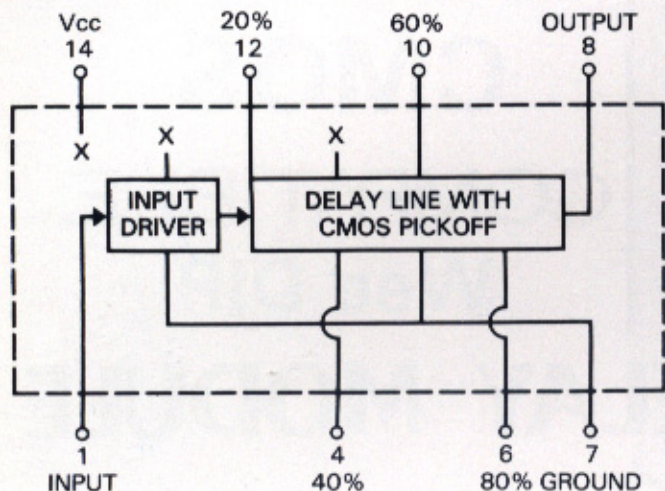 Vcc 20% 60% OUTPUT
14 12 10 8
X X X
INPUT DELAY LINE WITH
DRIVER CMOS PICKOFF
1 4 6 7
INPUT 40% 80% GROUND